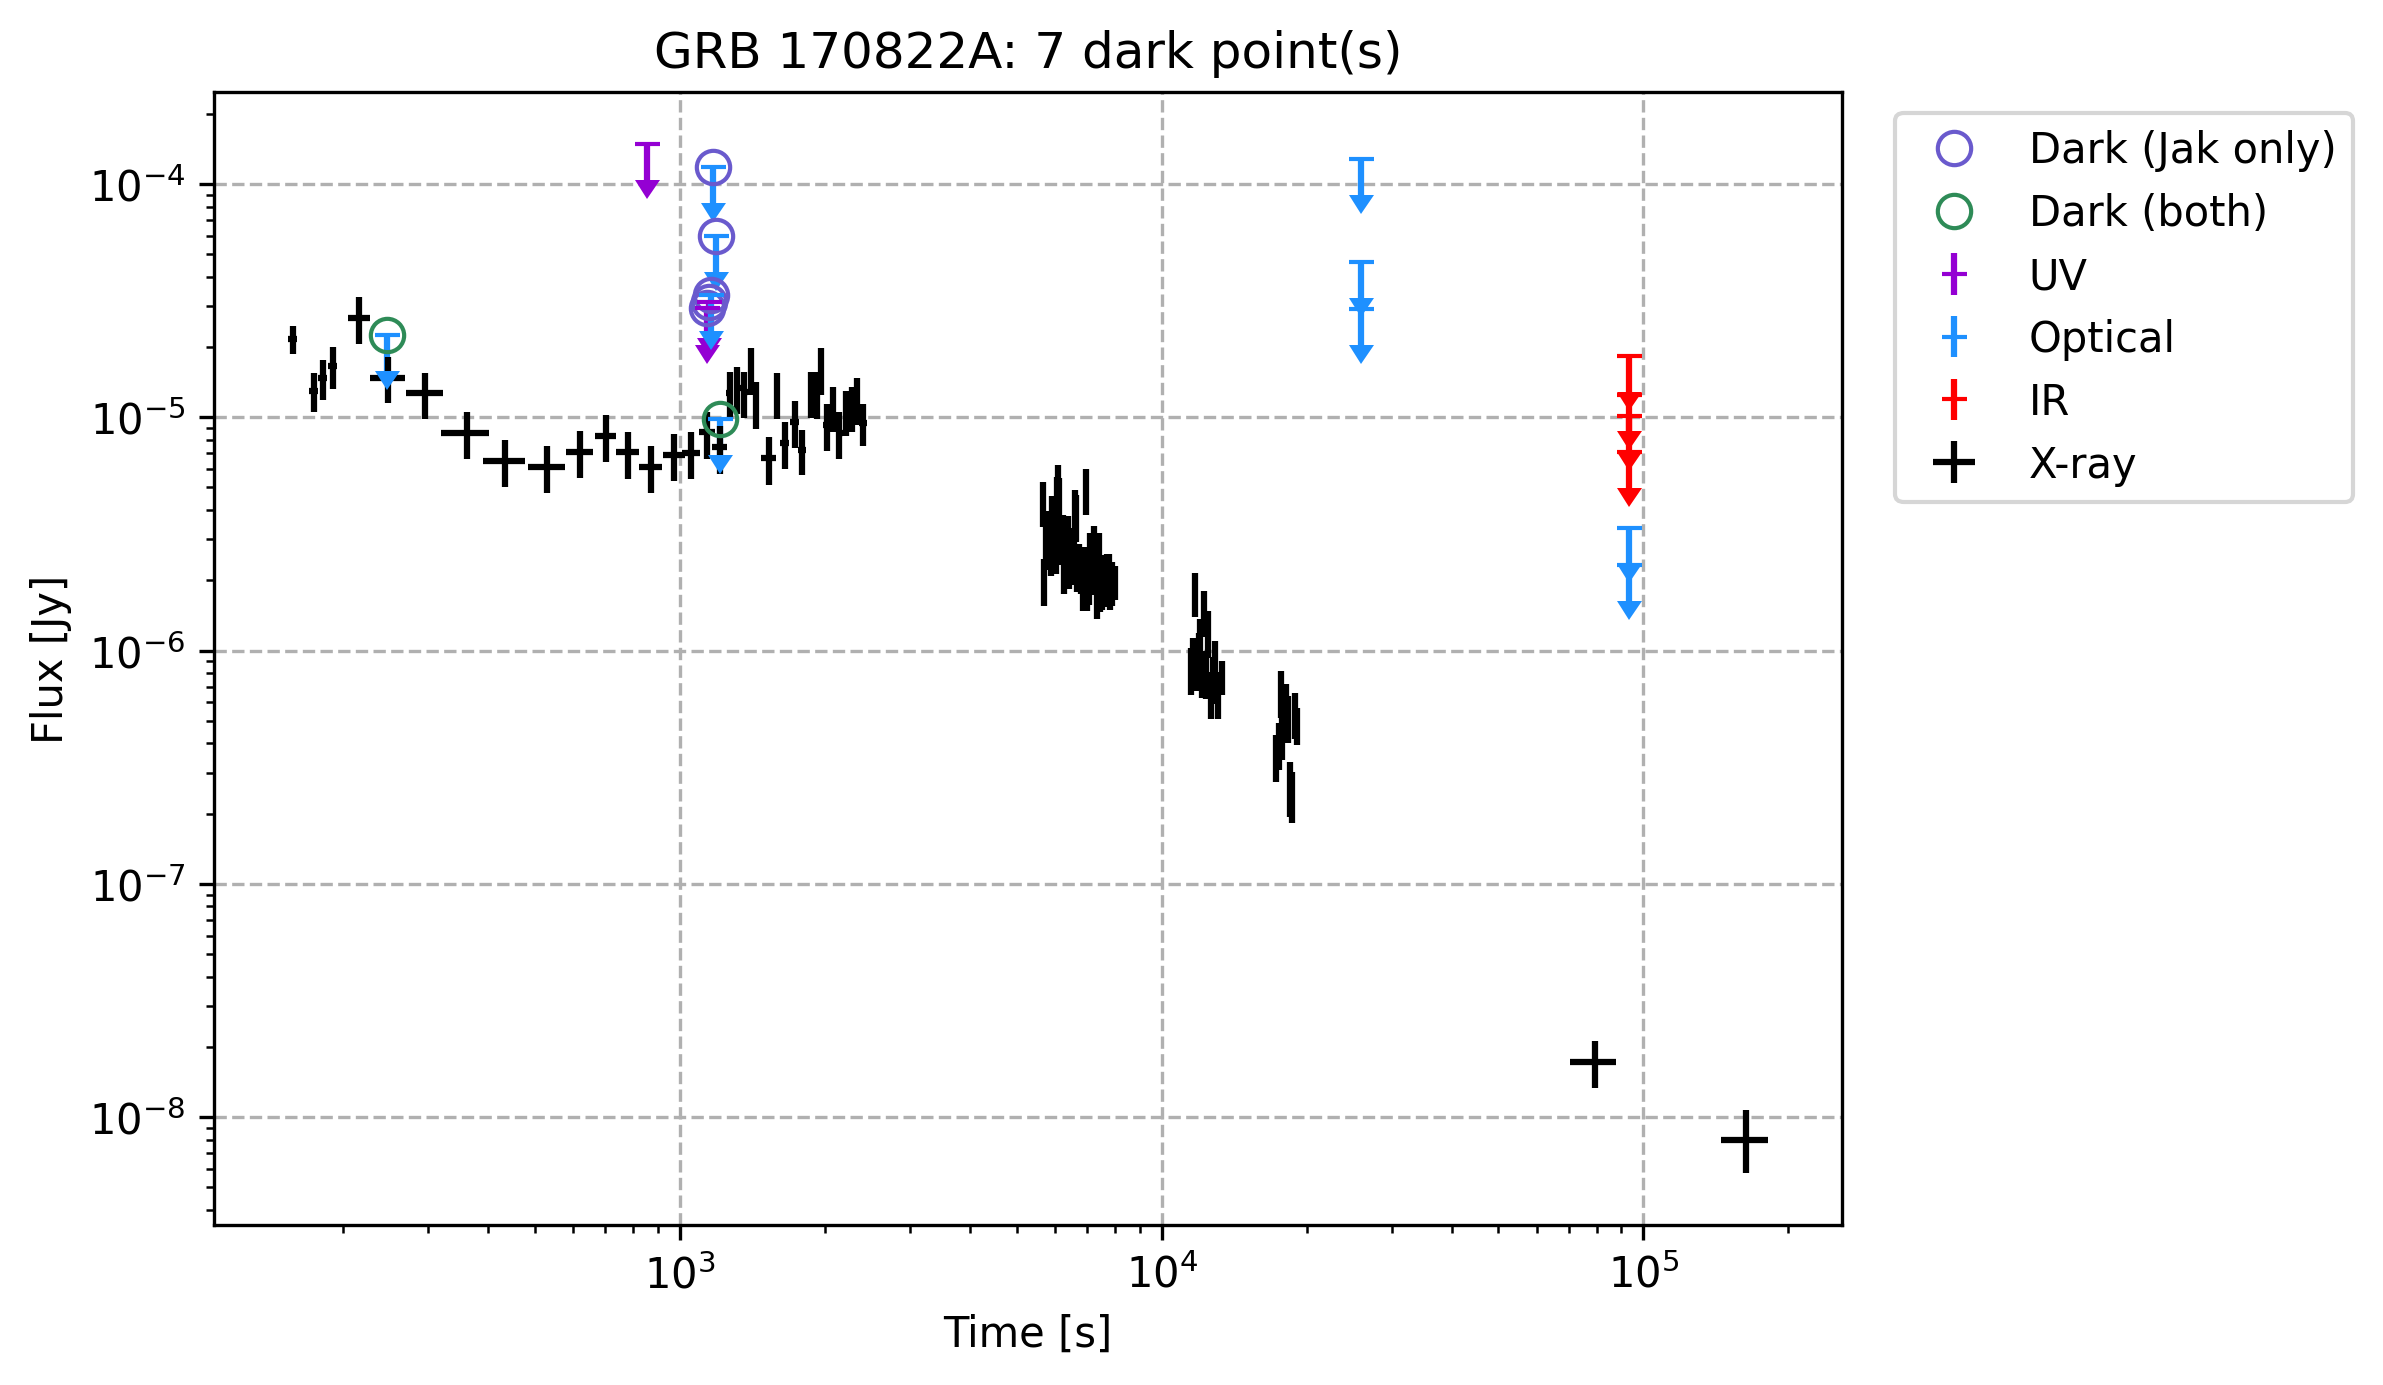 GRB 170822A: 7 dark point(s)
Dark (Jak only)
Dark (both)
UV
Optical
IR
X-ray
Flux [Jy]
10⁻⁴
10⁻⁵
10⁻⁶
10⁻⁷
10⁻⁸
10³ 10⁴ 10⁵
Time [s]